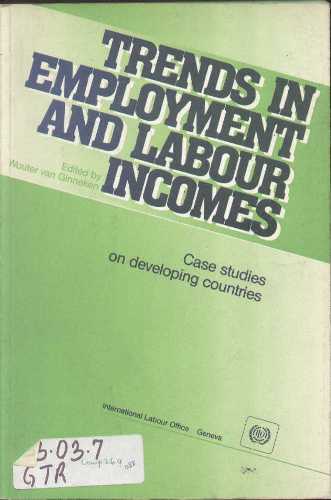 TRENDS IN
EMPLOYMENT
AND LABOUR
INCOMES
Edited by
Wouter van Ginneken
Case studies
on developing countries
International Labour Office Geneva
5.03.7
GTR